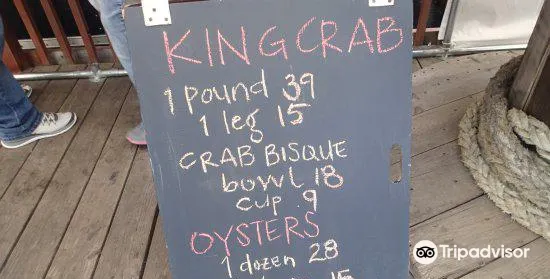 KING CRAB
1 pound 39
1 leg 15
CRAB BISQUE
bowl 18
cup 9
OYSTERS
1 dozen 28
15
Tripadvisor